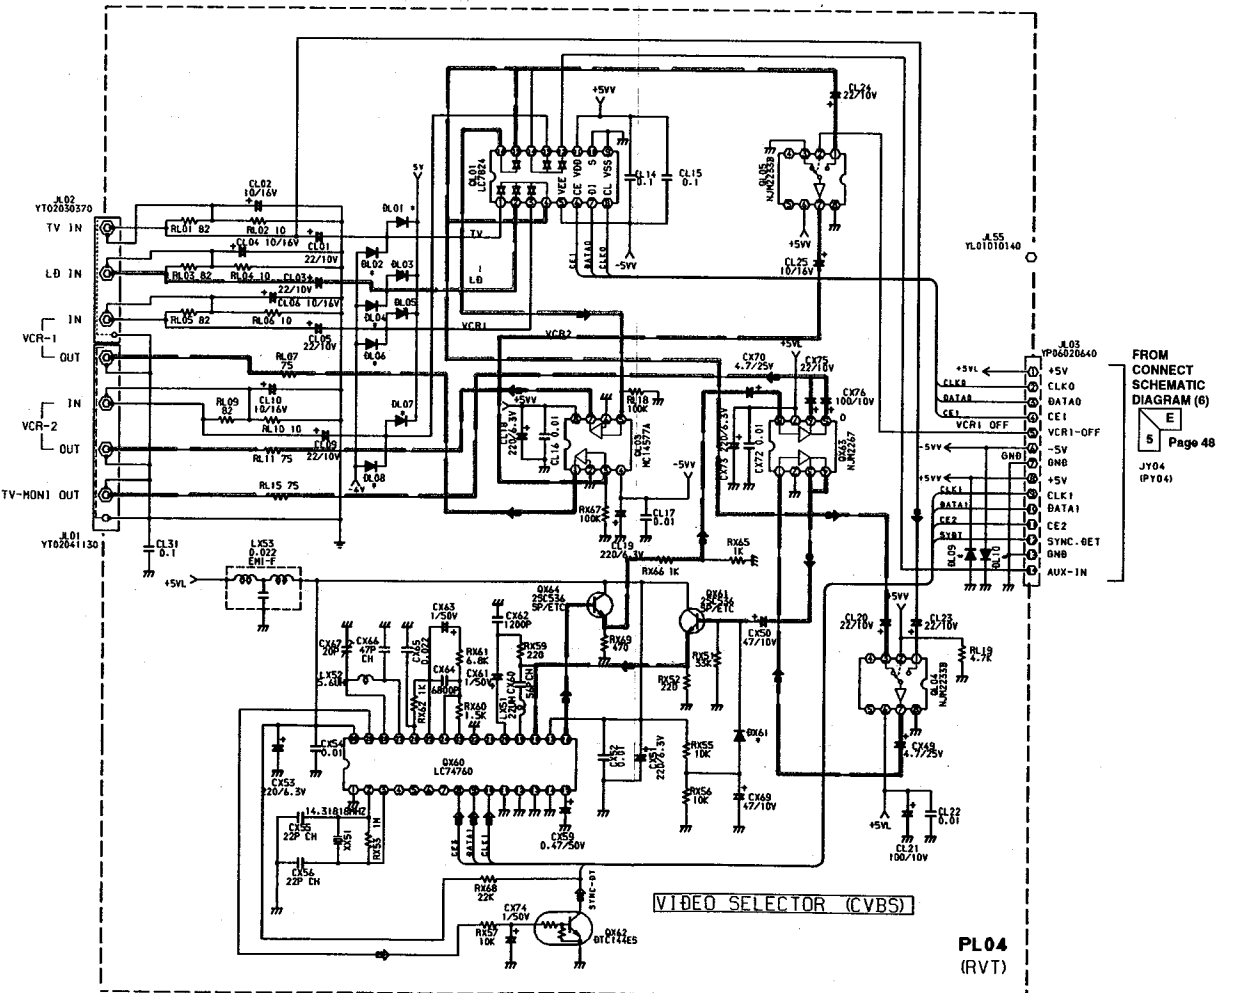 CL24
22/10V
+5VV
QL01
LC7824
VEE
CE VDD
DI S
CL VSS
CL14
0.1
CL15
0.1
QL05
NJM2233B
5V
CL02
10/16V
JL02
YT02030370
TV IN
RL01 82
RL02 10
CL04 10/16V
CL01
22/10V
DL01 *
DL02
*
DL03
TV
LD IN
RL03 82
RL04 10
CL03
22/10V
CL06 10/16V
DL04
*
DL05
LD
IN
RL05 82
RL06 10
CL05
22/10V
DL06
*
VCR1
VCR2
VCR-1
OUT
RL07
75
CE1
DATA0
CLK0
-5VV
+5VV
CL25
10/16V
JL55
YL01010140
IN
VCR-2
OUT
RL09
82
CL10
10/16V
RL10 10
CL09
22/10V
RL11 75
DL07
DL08
*
-4V
TV-MONI OUT
RL15 75
JL01
YT02041130
CL31
0.1
+5VV
CL18
220/6.3V
CL16 0.01
RL18
100K
QL03
MC14577A
RX67
100K
CL19
220/6.3V
CL17
0.01
-5VV
CX70
4.7/25V
+5VL
CX75
22/10V
CX76
100/10V
CX73 220/6.3V
CX72 0.01
QX63
NJM2267
RX65
1K
RX66 1K
JL03
YP06020640
+5VL
+5V
CLK0
CLK0
DATA0
DATA0
CE1
CE1
VCR1 OFF
VCR1-OFF
-5VV
-5V
GND
GND
+5VV
+5V
CLK1
CLK1
DATA1
DATA1
CE2
CE2
SYDT
SYNC.DET
GND
AUX-IN
DL09
DL10
FROM
CONNECT
SCHEMATIC
DIAGRAM (6)
E
5
Page 48
JY04
(PY04)
LX53
0.022
EMI-F
+5VL
QX64
2SC536
SP/ETC
QX61
2SC536
SP/ETC
CX50
47/10V
RX69
470
RX51
33K
RX52
220
CX63
1/50V
CX62
1200P
CX66
47P
CH
CX65
0.022
RX61
6.8K
RX59
220
CX64
6800P
CX61
1/50V
CX60
56PCH
LX52
5.6UH
RX62 1K
RX60
1.5K
LX51
22UH
CX54
0.01
CX53
220/6.3V
QX60
LC74760
CX52
0.01
CX51
220/6.3V
RX55
10K
DX61
*
RX56
10K
CX69
47/10V
+5VV
CL20
22/10V
CL23
22/10V
RL19
4.7K
QL04
NJM2233B
CX49
4.7/25V
+5VL
CL22
0.01
CL21
100/10V
14.31818MHZ
CX55
22P CH
XX51
RX53 1M
CX56
22P CH
CE2
DATA1
CLK1
CX59
0.47/50V
RX68
22K
SYNC-DT
CX74
1/50V
RX57
10K
QX62
DTC144ES
VIDEO SELECTOR (CVBS)
PL04
(RVT)